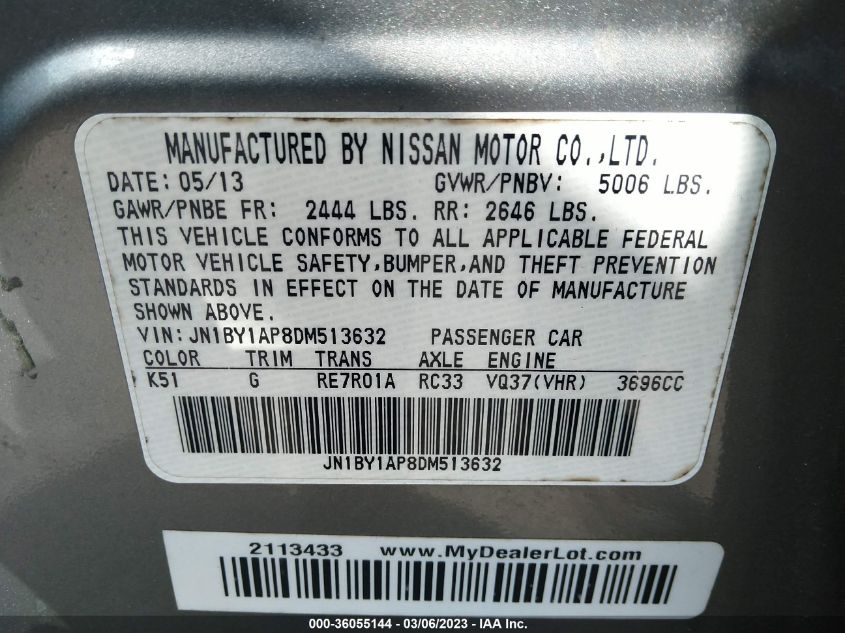 MANUFACTURED BY NISSAN MOTOR CO.,LTD.
DATE: 05/13 GVWR/PNBV: 5006 LBS.
GAWR/PNBE FR: 2444 LBS. RR: 2646 LBS.
THIS VEHICLE CONFORMS TO ALL APPLICABLE FEDERAL
MOTOR VEHICLE SAFETY,BUMPER,AND THEFT PREVENTION
STANDARDS IN EFFECT ON THE DATE OF MANUFACTURE
SHOWN ABOVE.
VIN:JN1BY1AP8DM513632 PASSENGER CAR
COLOR TRIM TRANS AXLE ENGINE
K51 G RE7R01A RC33 VQ37(VHR) 3696CC
JN1BY1AP8DM513632
2113433 www.MyDealerLot.com
000-36055144 - 03/06/2023 - IAA Inc.